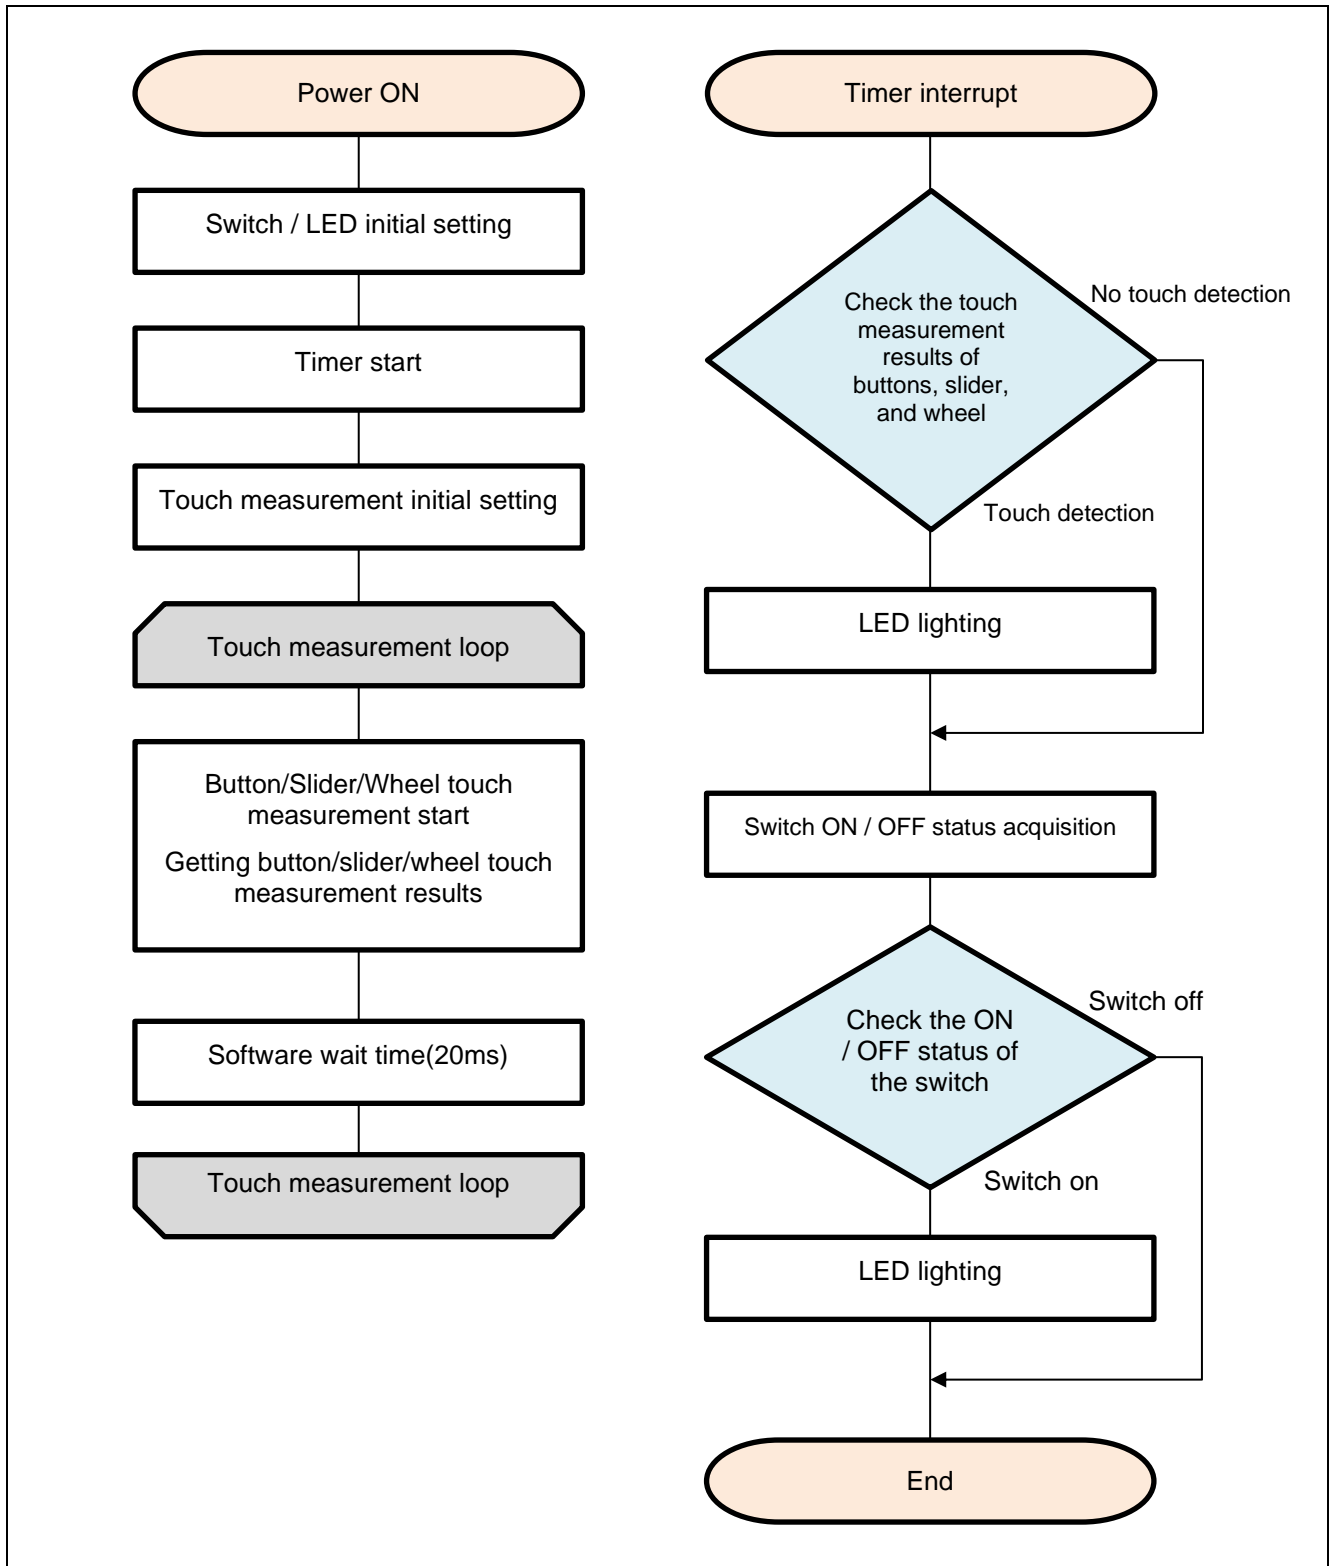 Power ON
Switch / LED initial setting
Timer start
Touch measurement initial setting
Touch measurement loop
Button/Slider/Wheel touch
measurement start
Getting button/slider/wheel touch
measurement results
Software wait time(20ms)
Touch measurement loop
Timer interrupt
Check the touch
measurement
results of
buttons, slider,
and wheel
No touch detection
Touch detection
LED lighting
Switch ON / OFF status acquisition
Check the ON
/ OFF status of
the switch
Switch off
Switch on
LED lighting
End